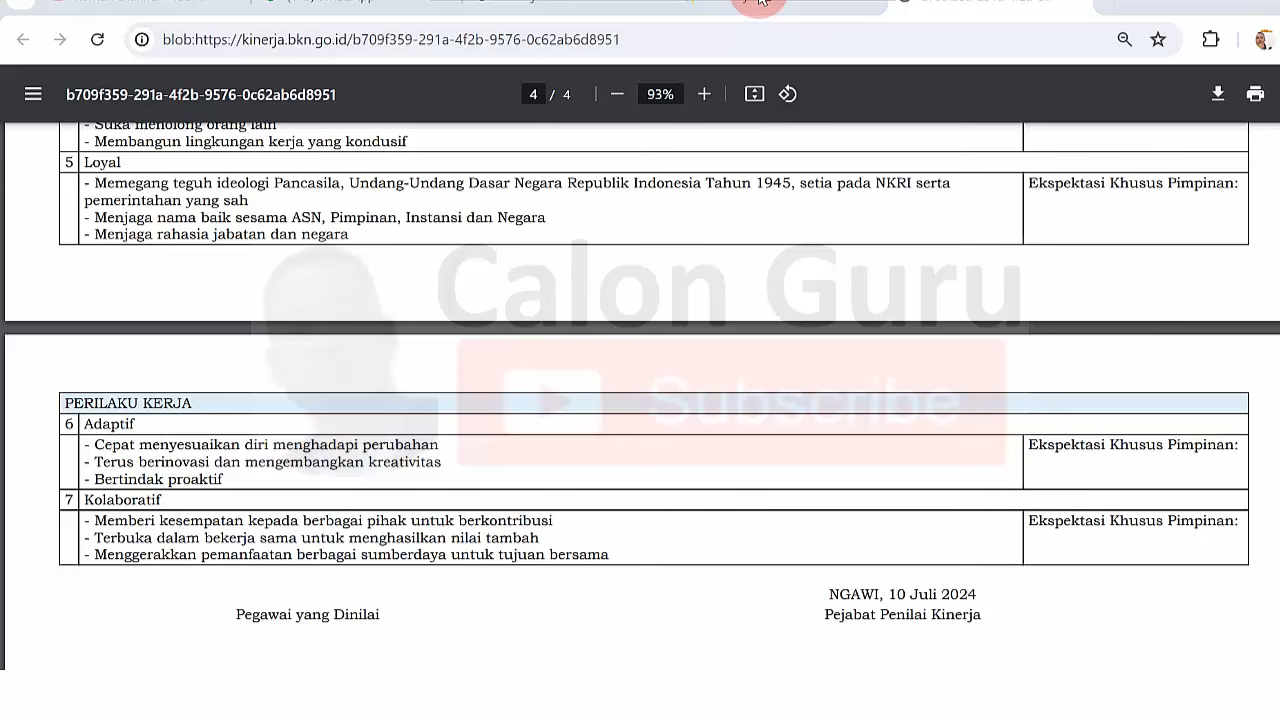 blob:https://kinerja.bkn.go.id/b709f359-291a-4f2b-9576-0c62ab6d8951
b709f359-291a-4f2b-9576-0c62ab6d8951
4 / 4
93%
- Suka menolong orang lain
- Membangun lingkungan kerja yang kondusif
5 Loyal
- Memegang teguh ideologi Pancasila, Undang-Undang Dasar Negara Republik Indonesia Tahun 1945, setia pada NKRI serta
pemerintahan yang sah
- Menjaga nama baik sesama ASN, Pimpinan, Instansi dan Negara
- Menjaga rahasia jabatan dan negara
Ekspektasi Khusus Pimpinan:
Calon Guru
Subscribe
PERILAKU KERJA
6 Adaptif
- Cepat menyesuaikan diri menghadapi perubahan
- Terus berinovasi dan mengembangkan kreativitas
- Bertindak proaktif
Ekspektasi Khusus Pimpinan:
7 Kolaboratif
- Memberi kesempatan kepada berbagai pihak untuk berkontribusi
- Terbuka dalam bekerja sama untuk menghasilkan nilai tambah
- Menggerakkan pemanfaatan berbagai sumberdaya untuk tujuan bersama
Ekspektasi Khusus Pimpinan:
NGAWI, 10 Juli 2024
Pegawai yang Dinilai
Pejabat Penilai Kinerja